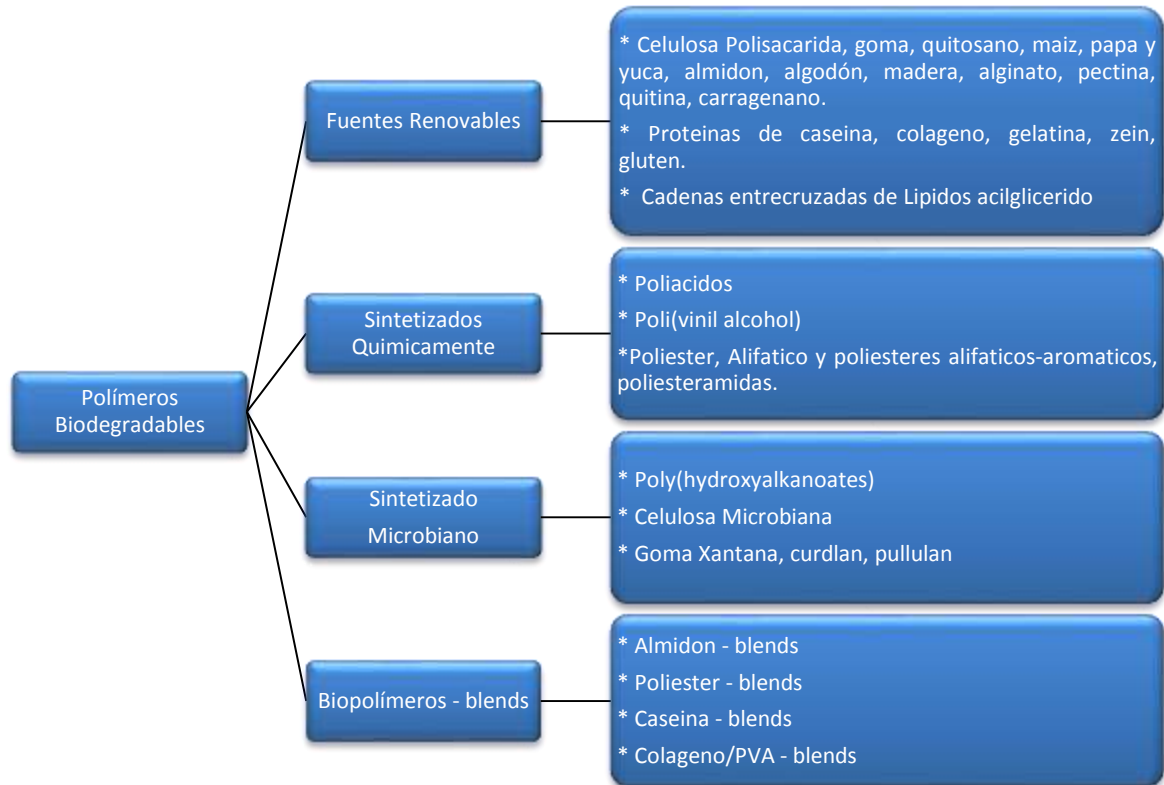 Polímeros
Biodegradables
Fuentes Renovables
* Celulosa Polisacarida, goma, quitosano, maiz, papa y
yuca, almidon, algodón, madera, alginato, pectina,
quitina, carragenano.
* Proteinas de caseina, colageno, gelatina, zein,
gluten.
* Cadenas entrecruzadas de Lipidos acilglicerido
Sintetizados
Quimicamente
* Poliacidos
* Poli(vinil alcohol)
*Poliester, Alifatico y poliesteres alifaticos-aromaticos,
poliesteramidas.
Sintetizado
Microbiano
* Poly(hydroxyalkanoates)
* Celulosa Microbiana
* Goma Xantana, curdlan, pullulan
Biopolímeros - blends
* Almidon - blends
* Poliester - blends
* Caseina - blends
* Colageno/PVA - blends